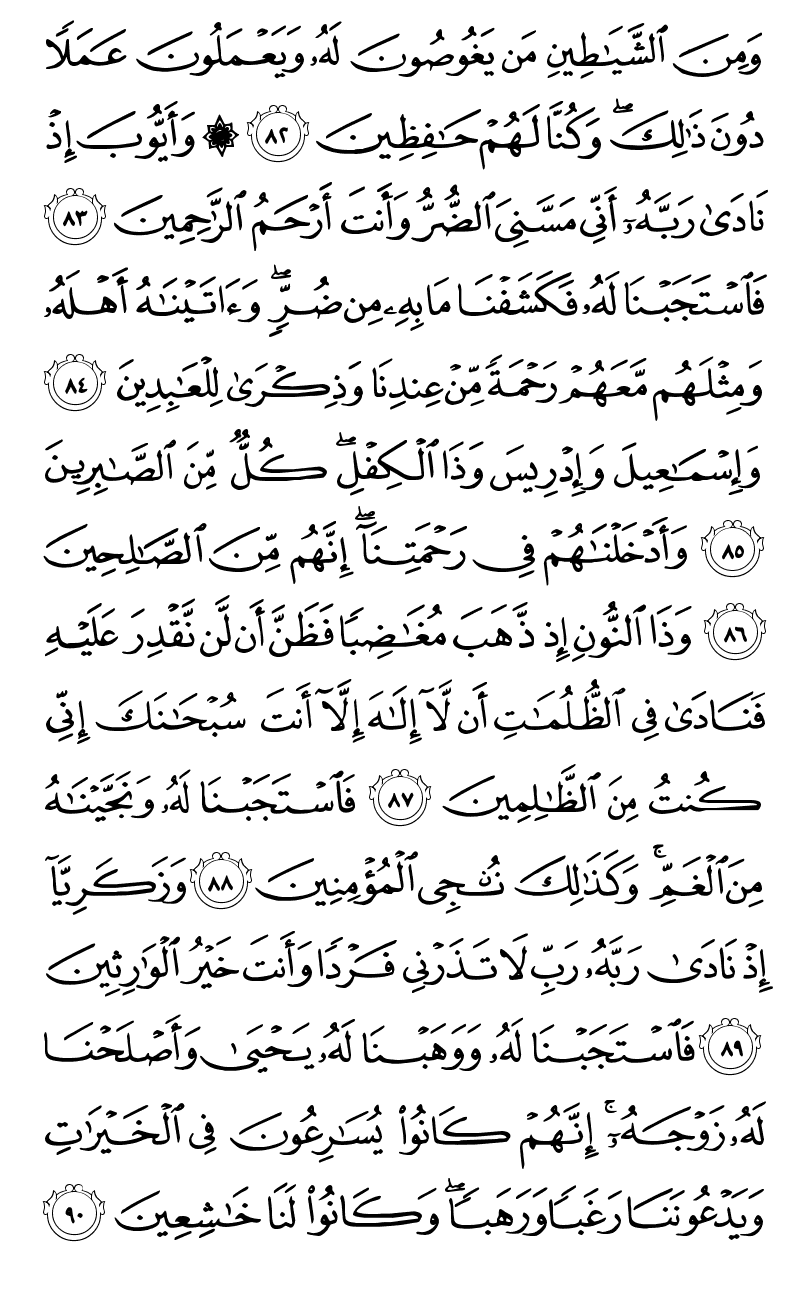 وَمِنَ ٱلشَّيَـٰطِينِ مَن يَغُوصُونَ لَهُۥ وَيَعْمَلُونَ عَمَلًا
دُونَ ذَٰلِكَ ۖ وَكُنَّا لَهُمْ حَـٰفِظِينَ ٨٢ ۞ وَأَيُّوبَ إِذْ
نَادَىٰ رَبَّهُۥٓ أَنِّى مَسَّنِىَ ٱلضُّرُّ وَأَنتَ أَرْحَمُ ٱلرَّٰحِمِينَ ٨٣
فَٱسْتَجَبْنَا لَهُۥ فَكَشَفْنَا مَا بِهِۦ مِن ضُرٍّ ۖ وَءَاتَيْنَـٰهُ أَهْلَهُۥ
وَمِثْلَهُم مَّعَهُمْ رَحْمَةً مِّنْ عِندِنَا وَذِكْرَىٰ لِلْعَـٰبِدِينَ ٨٤
وَإِسْمَـٰعِيلَ وَإِدْرِيسَ وَذَا ٱلْكِفْلِ ۖ كُلٌّ مِّنَ ٱلصَّـٰبِرِينَ
٨٥ وَأَدْخَلْنَـٰهُمْ فِى رَحْمَتِنَآ ۖ إِنَّهُم مِّنَ ٱلصَّـٰلِحِينَ
٨٦ وَذَا ٱلنُّونِ إِذ ذَّهَبَ مُغَـٰضِبًا فَظَنَّ أَن لَّن نَّقْدِرَ عَلَيْهِ
فَنَادَىٰ فِى ٱلظُّلُمَـٰتِ أَن لَّآ إِلَـٰهَ إِلَّآ أَنتَ سُبْحَـٰنَكَ إِنِّى
كُنتُ مِنَ ٱلظَّـٰلِمِينَ ٨٧ فَٱسْتَجَبْنَا لَهُۥ وَنَجَّيْنَـٰهُ
مِنَ ٱلْغَمِّ ۚ وَكَذَٰلِكَ نُـۨجِى ٱلْمُؤْمِنِينَ ٨٨ وَزَكَرِيَّآ
إِذْ نَادَىٰ رَبَّهُۥ رَبِّ لَا تَذَرْنِى فَرْدًا وَأَنتَ خَيْرُ ٱلْوَٰرِثِينَ
٨٩ فَٱسْتَجَبْنَا لَهُۥ وَوَهَبْنَا لَهُۥ يَحْيَىٰ وَأَصْلَحْنَا
لَهُۥ زَوْجَهُۥٓ ۚ إِنَّهُمْ كَانُوا۟ يُسَـٰرِعُونَ فِى ٱلْخَيْرَٰتِ
وَيَدْعُونَنَا رَغَبًا وَرَهَبًا ۖ وَكَانُوا۟ لَنَا خَـٰشِعِينَ ٩٠